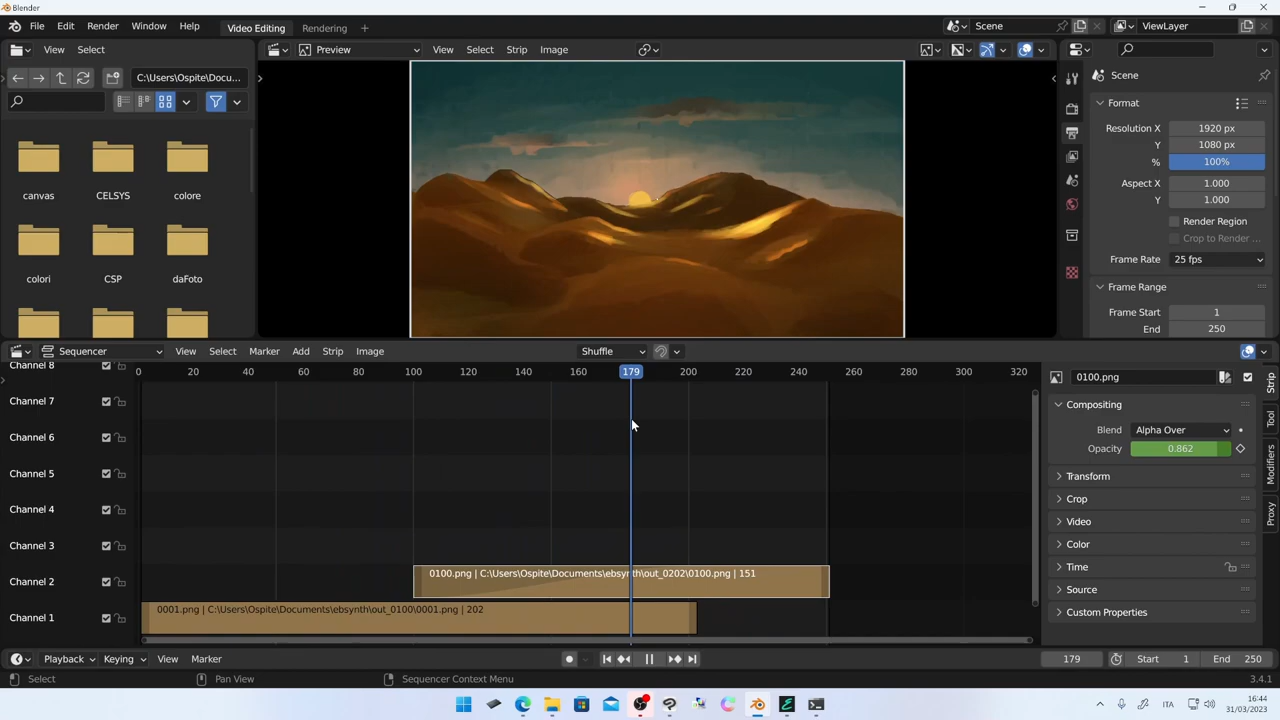 Blender
File Edit Render Window Help Video Editing Rendering + Scene ViewLayer
View Select Preview View Select Strip Image
C:\Users\Ospite\Docu...
Scene
Format
Resolution X 1920 px
Y 1080 px
% 100%
Aspect X 1.000
Y 1.000
Render Region
Crop to Render ...
Frame Rate 25 fps
Frame Range
Frame Start 1
End 250
canvas CELSYS colore
colori CSP daFoto
Sequencer View Select Marker Add Strip Image Shuffle
0 20 40 60 80 100 120 140 160 179 200 220 240 260 280 300 320
Channel 8
Channel 7
Channel 6
Channel 5
Channel 4
Channel 3
Channel 2
Channel 1
0100.png | C:\Users\Ospite\Documents\ebsynth\out_0202\0100.png | 151
0001.png | C:\Users\Ospite\Documents\ebsynth\out_0100\0001.png | 202
0100.png
Compositing
Blend Alpha Over
Opacity 0.862
Transform
Crop
Video
Color
Time
Source
Custom Properties
Strip
Tool
Modifiers
Proxy
Playback Keying View Marker 179 Start 1 End 250
Select Pan View Sequencer Context Menu 3.4.1
ITA
16:44
31/03/2023